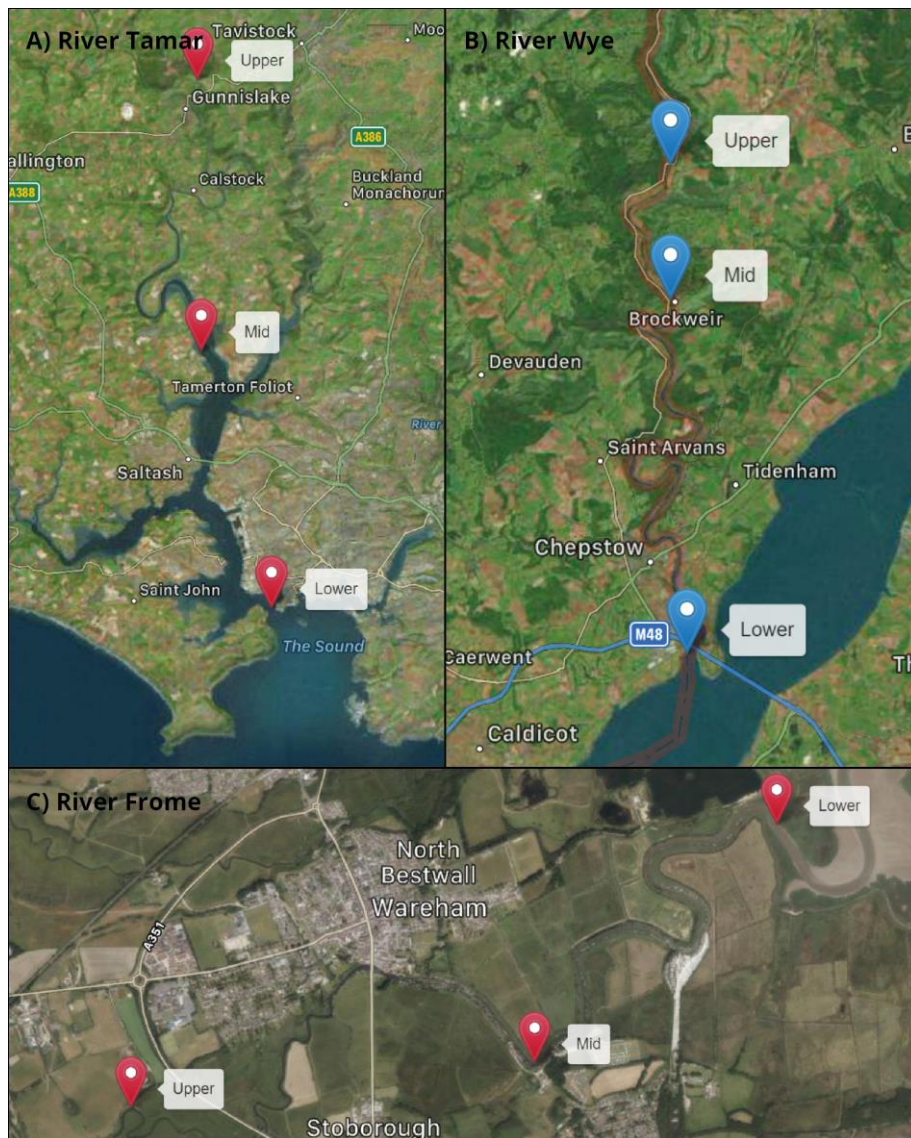 A) River Tamar
Tavistock
Moo
Upper
Gunnislake
A386
allington
Calstock
Buckland
Monachorur
A388
Mid
Tamerton Foliot
River
Saltash
Saint John
Lower
The Sound
B) River Wye
Upper
B
Mid
Brockweir
Devauden
Saint Arvans
Tidenham
Chepstow
Lower
M48
Caerwent
Th
Caldicot
C) River Frome
Lower
North
Bestwall
Wareham
A351
Mid
Upper
Stoborough